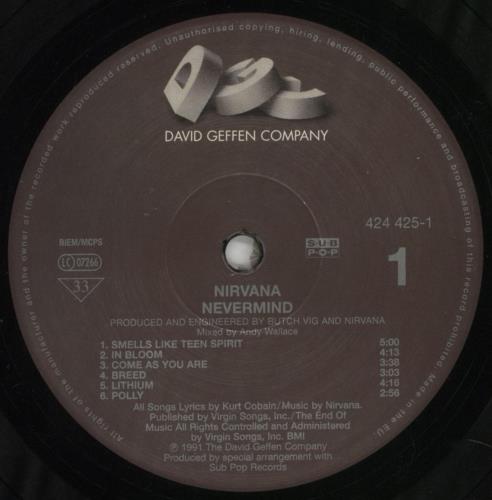 All rights of the manufacturer and the owner of the recorded work reproduced reserved. Unauthorised copying, hiring, lending, public performance and broadcasting of this record prohibited. Made in the EU.
DGC
DAVID GEFFEN COMPANY
424 425-1
BIEM/MCPS
SUB
POP
LC 07266
1
33
NIRVANA
NEVERMIND
PRODUCED AND ENGINEERED BY BUTCH VIG AND NIRVANA
Mixed by Andy Wallace
1. SMELLS LIKE TEEN SPIRIT 5:00
2. IN BLOOM 4:13
3. COME AS YOU ARE 3:38
4. BREED 3:03
5. LITHIUM 4:16
6. POLLY 2:56
All Songs Lyrics by Kurt Cobain/Music by Nirvana.
Published by Virgin Songs, Inc./The End Of
Music All Rights Controlled and Administered
by Virgin Songs, Inc. BMI
℗ 1991 The David Geffen Company
Produced by special arrangement with
Sub Pop Records